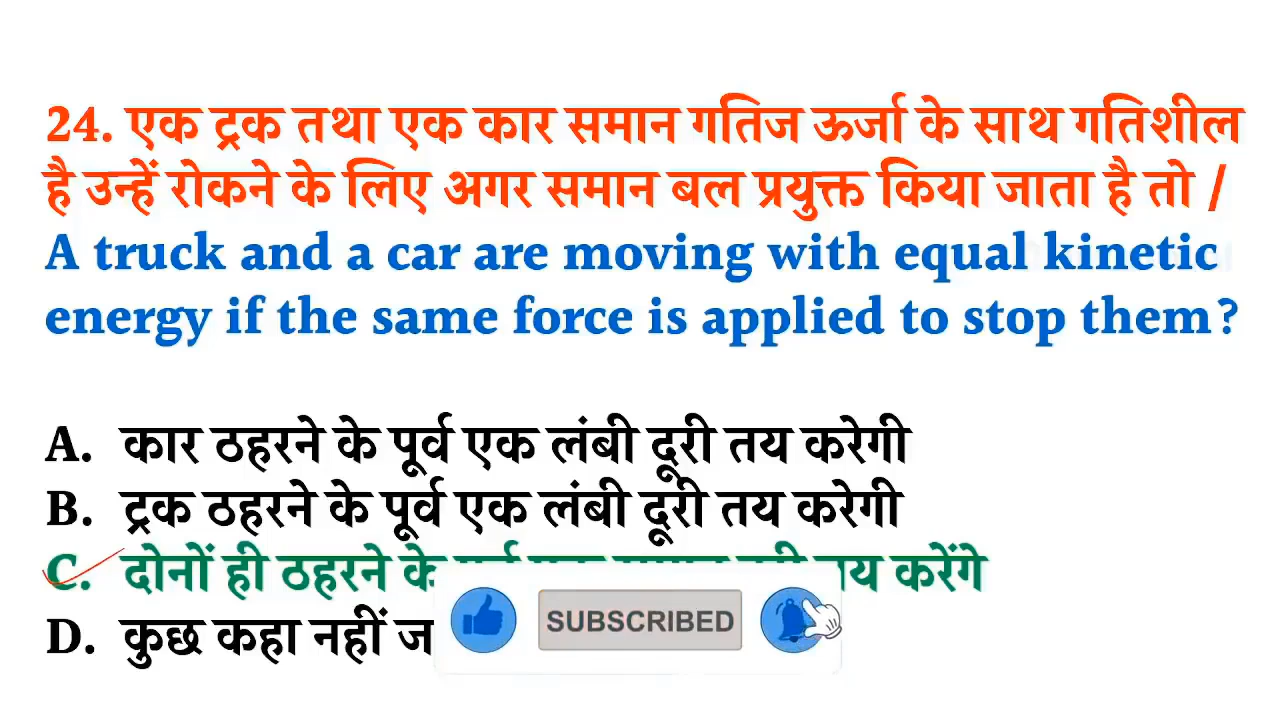 24. एक ट्रक तथा एक कार समान गतिज ऊर्जा के साथ गतिशील
है उन्हें रोकने के लिए अगर समान बल प्रयुक्त किया जाता है तो /
A truck and a car are moving with equal kinetic
energy if the same force is applied to stop them?
A. कार ठहरने के पूर्व एक लंबी दूरी तय करेगी
B. ट्रक ठहरने के पूर्व एक लंबी दूरी तय करेगी
C. दोनों ही ठहरने के तय करेंगे
D. कुछ कहा नहीं
SUBSCRIBED